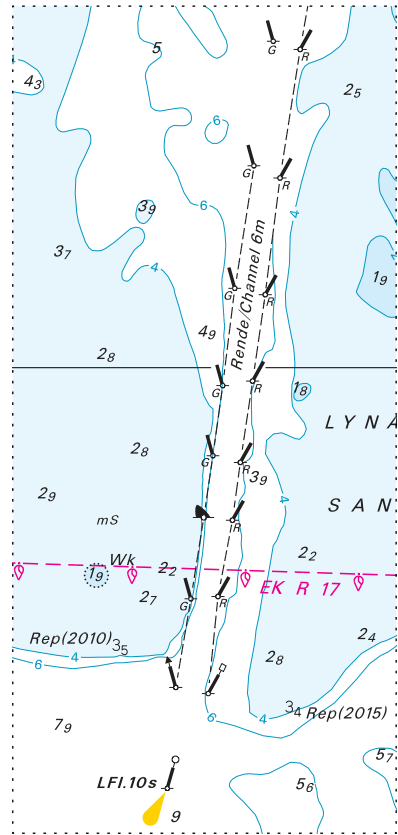 5
G
R
4₃
2₅
6
G
R
3₉
6
4
3₇
4
Rende/Channel 6m
1₉
G
R
4₉
2₈
G
R
1₈
LYNÆ
2₈
G
R
3₉
4
2₉
SAN
mS
R
Wk
2₂
2₂
1₉
EK R 17
2₇
G
R
Rep(2010)
3₅
2₄
6
4
2₈
3₄
Rep(2015)
6
4
7₉
5₇
LFl.10s
5₆
9